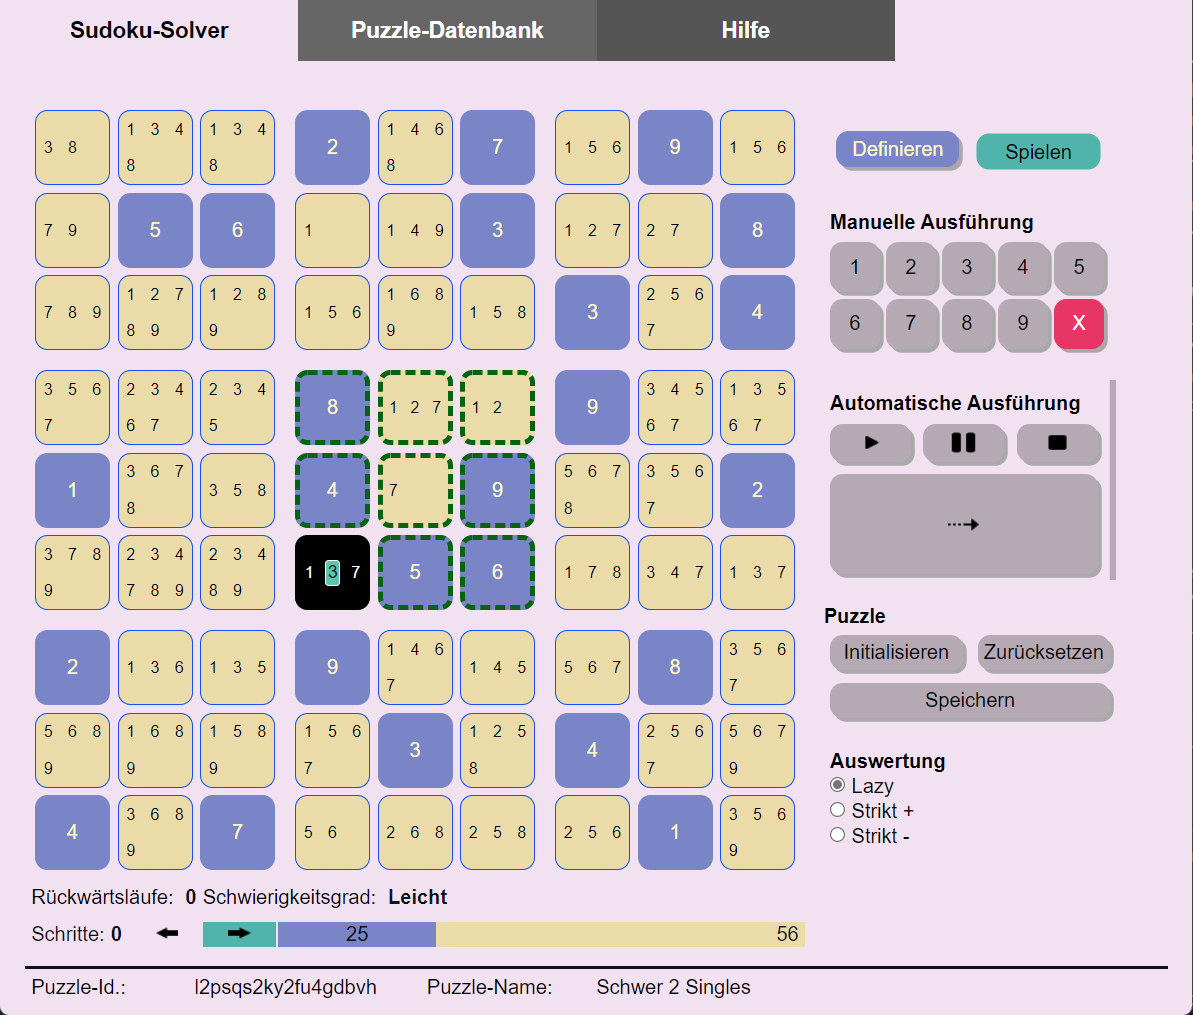 Sudoku-Solver Puzzle-Datenbank Hilfe
3 8 1 3 4 8 1 3 4 8 2 1 4 6 8 7 1 5 6 9 1 5 6
7 9 5 6 1 1 4 9 3 1 2 7 2 7 8
7 8 9 1 2 7 8 9 1 2 8 9 1 5 6 1 6 8 9 1 5 8 3 2 5 6 7 4
3 5 6 7 2 3 4 6 7 2 3 4 5 8 1 2 7 1 2 9 3 4 5 6 7 1 3 5 6 7
1 3 6 7 8 3 5 8 4 7 9 5 6 7 8 3 5 6 7 2
3 7 8 9 2 3 4 7 8 9 2 3 4 8 9 1 3 7 5 6 1 7 8 3 4 7 1 3 7
2 1 3 6 1 3 5 9 1 4 6 7 1 4 5 5 6 7 8 3 5 6 7
5 6 8 9 1 6 8 9 1 5 8 9 1 5 6 7 3 1 2 5 8 4 2 5 6 7 5 6 7 9
4 3 6 8 9 7 5 6 2 6 8 2 5 8 2 5 6 1 3 5 6 9
Definieren Spielen
Manuelle Ausführung
1 2 3 4 5
6 7 8 9 X
Automatische Ausführung
Puzzle
Initialisieren Zurücksetzen
Speichern
Auswertung
Lazy
Strikt +
Strikt -
Rückwärtsläufe: 0 Schwierigkeitsgrad: Leicht
Schritte: 0 25 56
Puzzle-Id.: l2psqs2ky2fu4gdbvh Puzzle-Name: Schwer 2 Singles